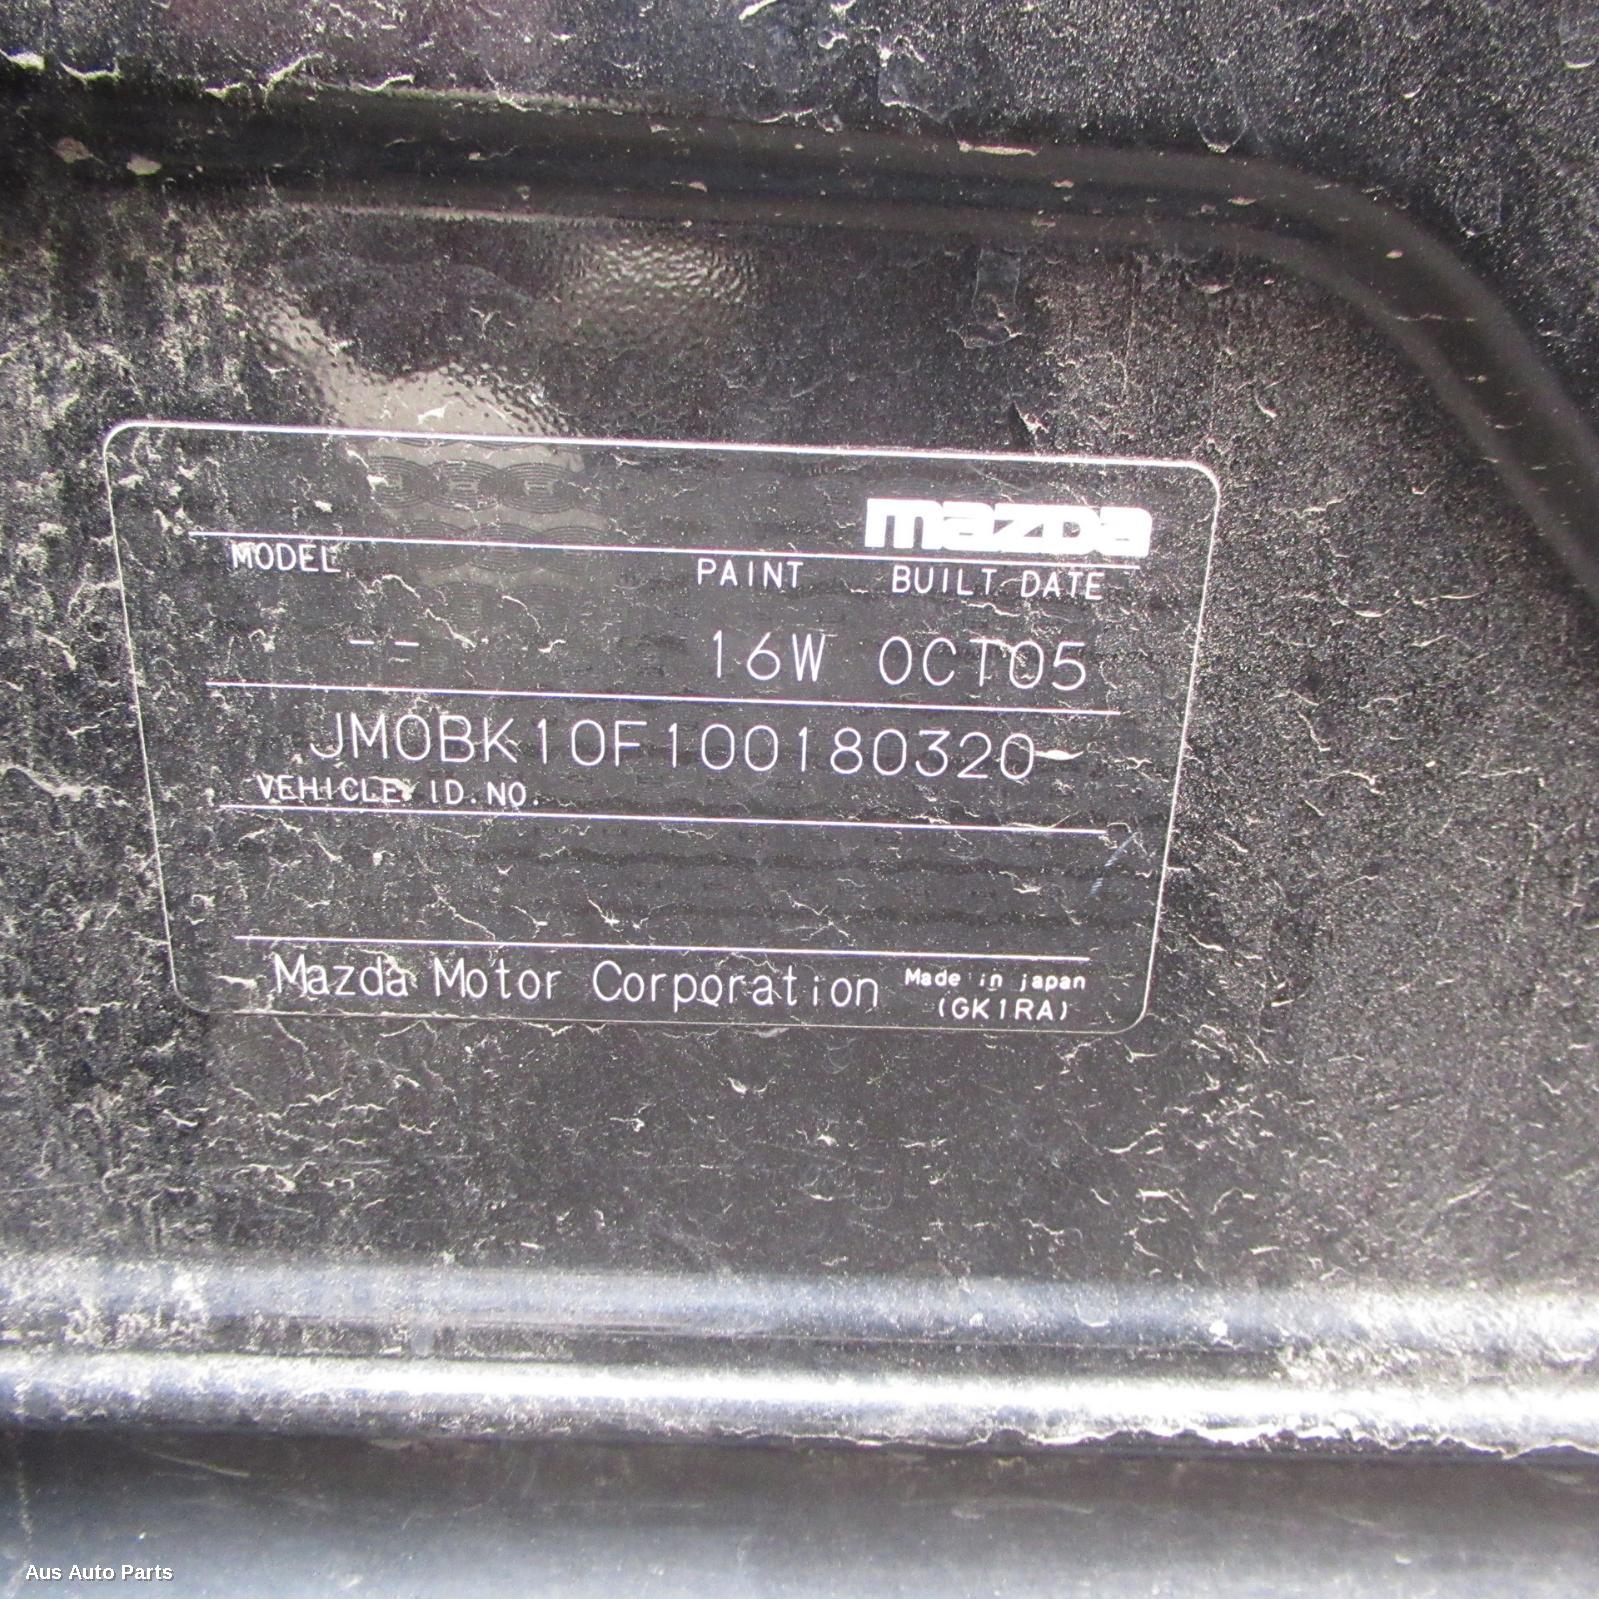 mazda
MODEL PAINT BUILT DATE
-- 16W OCT05
JM0BK10F100180320
VEHICLE ID.NO.
Mazda Motor Corporation Made in japan
(GK1RA)
Aus Auto Parts